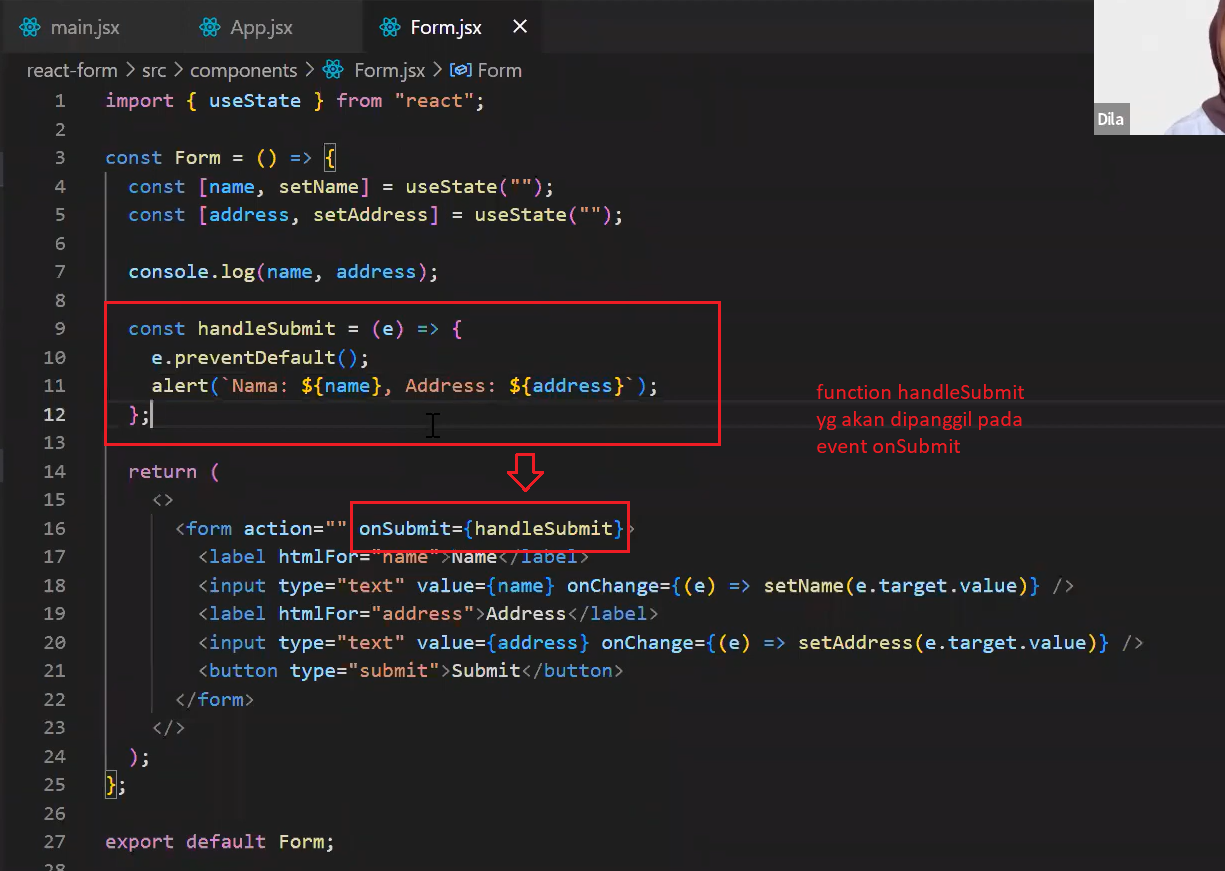 main.jsx App.jsx Form.jsx
react-form > src > components > Form.jsx > Form
Dila
1 import { useState } from "react";
2
3 const Form = () => {
4 const [name, setName] = useState("");
5 const [address, setAddress] = useState("");
6
7 console.log(name, address);
8
9 const handleSubmit = (e) => {
10 e.preventDefault();
11 alert(`Nama: ${name}, Address: ${address}`);
12 };
function handleSubmit
yg akan dipanggil pada
event onSubmit
13
14 return (
15 <>
16 <form action="" onSubmit={handleSubmit}>
17 <label htmlFor="name">Name</label>
18 <input type="text" value={name} onChange={(e) => setName(e.target.value)} />
19 <label htmlFor="address">Address</label>
20 <input type="text" value={address} onChange={(e) => setAddress(e.target.value)} />
21 <button type="submit">Submit</button>
22 </form>
23 </>
24 );
25 };
26
27 export default Form;
28